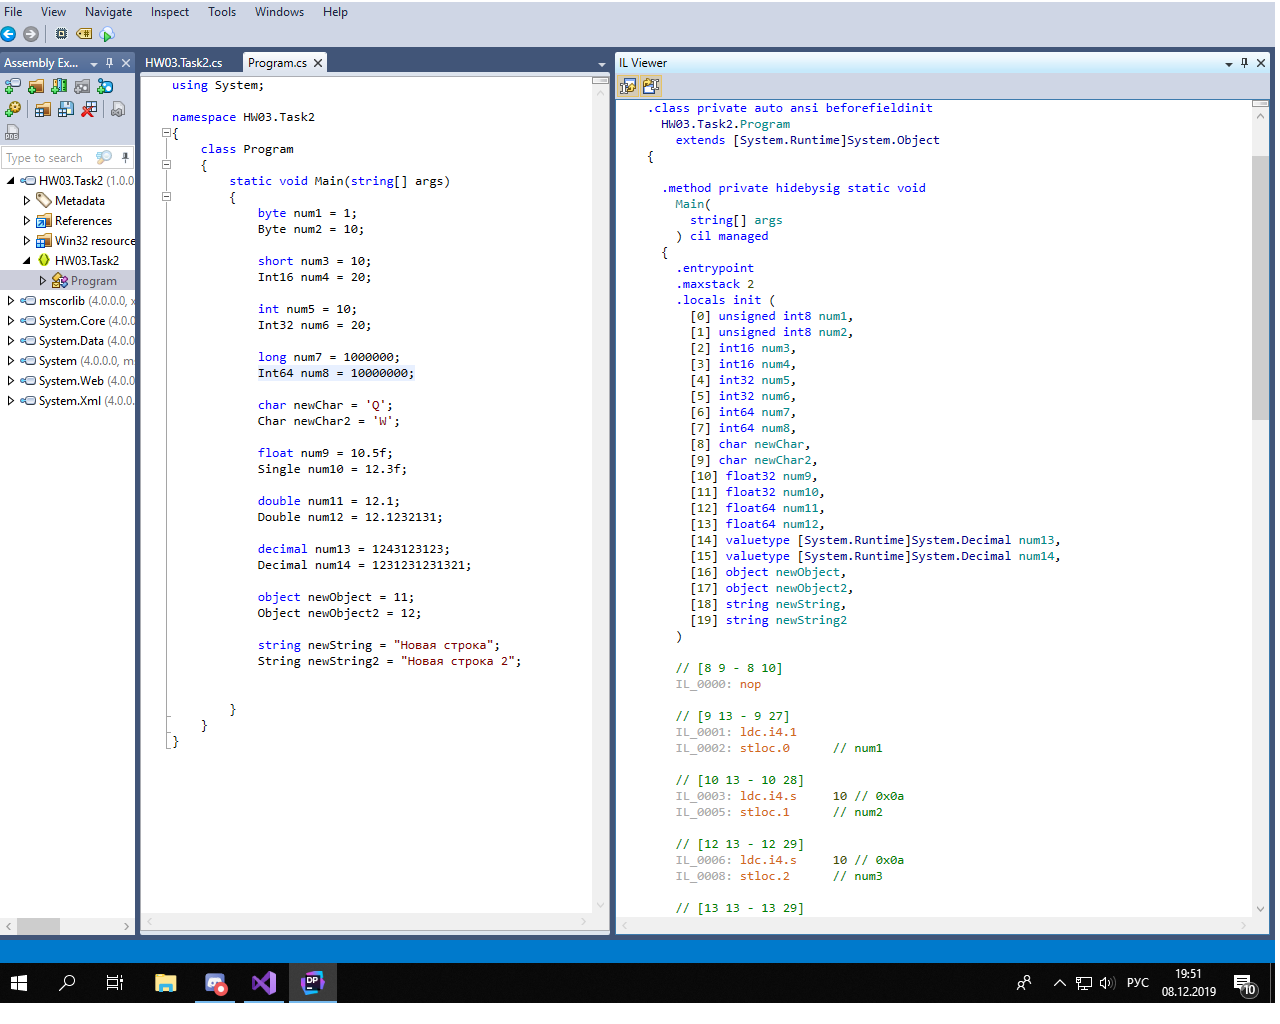 File View Navigate Inspect Tools Windows Help
Assembly Ex...
Type to search
HW03.Task2 (1.0.0
Metadata
References
Win32 resource
HW03.Task2
Program
mscorlib (4.0.0.0, x
System.Core (4.0.0
System.Data (4.0.0
System (4.0.0.0, m
System.Web (4.0.0
System.Xml (4.0.0.
HW03.Task2.cs Program.cs
using System;
namespace HW03.Task2
{
class Program
{
static void Main(string[] args)
{
byte num1 = 1;
Byte num2 = 10;
short num3 = 10;
Int16 num4 = 20;
int num5 = 10;
Int32 num6 = 20;
long num7 = 1000000;
Int64 num8 = 10000000;
char newChar = 'Q';
Char newChar2 = 'W';
float num9 = 10.5f;
Single num10 = 12.3f;
double num11 = 12.1;
Double num12 = 12.1232131;
decimal num13 = 1243123123;
Decimal num14 = 1231231231321;
object newObject = 11;
Object newObject2 = 12;
string newString = "Новая строка";
String newString2 = "Новая строка 2";
}
}
}
IL Viewer
.class private auto ansi beforefieldinit
HW03.Task2.Program
extends [System.Runtime]System.Object
{
.method private hidebysig static void
Main(
string[] args
) cil managed
{
.entrypoint
.maxstack 2
.locals init (
[0] unsigned int8 num1,
[1] unsigned int8 num2,
[2] int16 num3,
[3] int16 num4,
[4] int32 num5,
[5] int32 num6,
[6] int64 num7,
[7] int64 num8,
[8] char newChar,
[9] char newChar2,
[10] float32 num9,
[11] float32 num10,
[12] float64 num11,
[13] float64 num12,
[14] valuetype [System.Runtime]System.Decimal num13,
[15] valuetype [System.Runtime]System.Decimal num14,
[16] object newObject,
[17] object newObject2,
[18] string newString,
[19] string newString2
)
// [8 9 - 8 10]
IL_0000: nop
// [9 13 - 9 27]
IL_0001: ldc.i4.1
IL_0002: stloc.0 // num1
// [10 13 - 10 28]
IL_0003: ldc.i4.s 10 // 0x0a
IL_0005: stloc.1 // num2
// [12 13 - 12 29]
IL_0006: ldc.i4.s 10 // 0x0a
IL_0008: stloc.2 // num3
// [13 13 - 13 29]
DP
РУС
19:51
08.12.2019
10